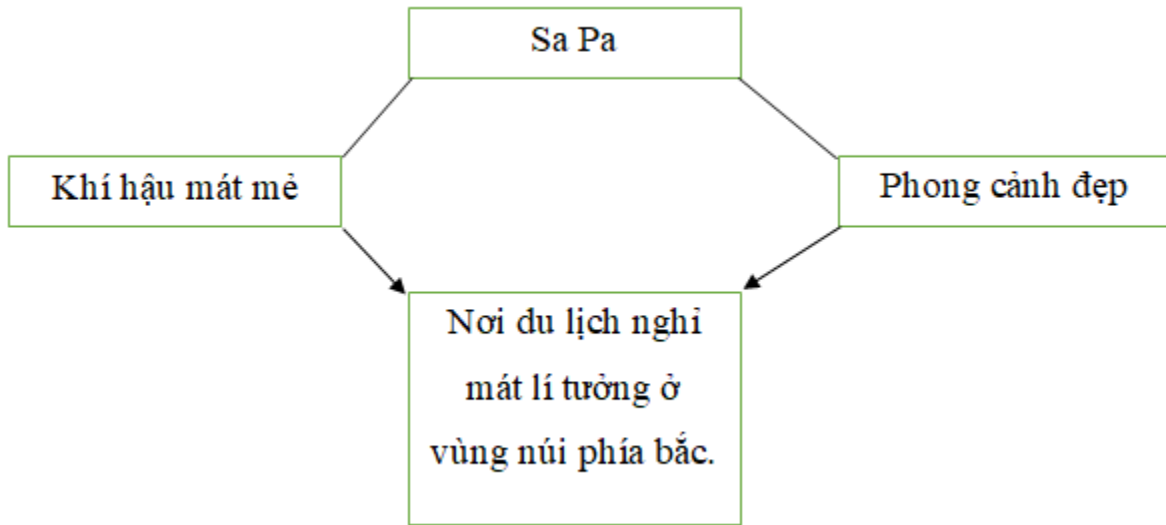 Sa Pa
Khí hậu mát mẻ
Phong cảnh đẹp
Nơi du lịch nghỉ
mát lí tưởng ở
vùng núi phía bắc.